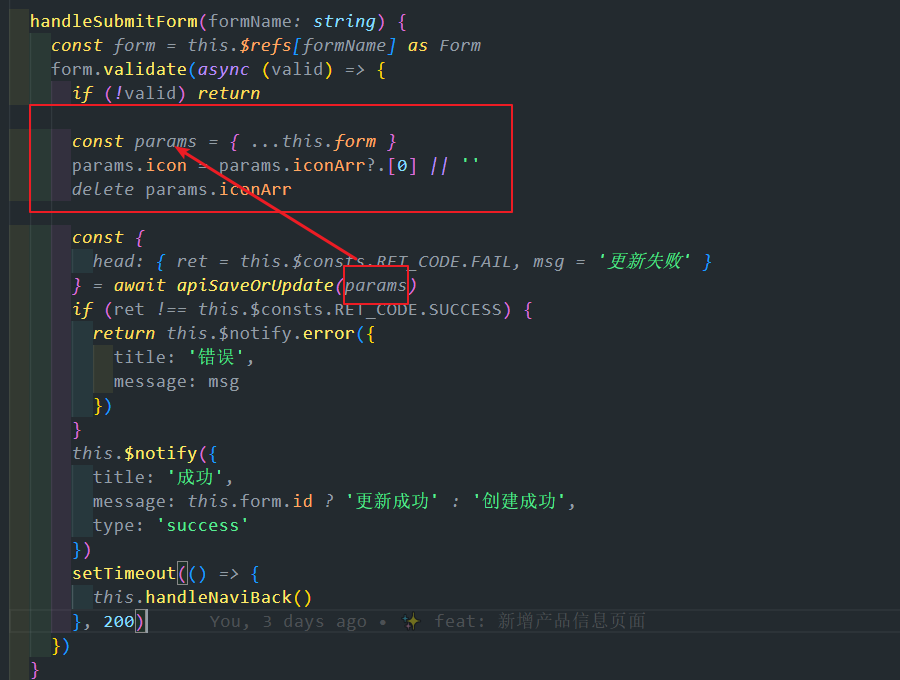 handleSubmitForm(formName: string) {
const form = this.$refs[formName] as Form
form.validate(async (valid) => {
if (!valid) return
const params = { ...this.form }
params.icon = params.iconArr?.[0] || ''
delete params.iconArr
const {
head: { ret = this.$consts.RET_CODE.FAIL, msg = '更新失败' }
} = await apiSaveOrUpdate(params)
if (ret !== this.$consts.RET_CODE.SUCCESS) {
return this.$notify.error({
title: '错误',
message: msg
})
}
this.$notify({
title: '成功',
message: this.form.id ? '更新成功' : '创建成功',
type: 'success'
})
setTimeout(() => {
this.handleNaviBack()
}, 200) You, 3 days ago • ✨ feat: 新增产品信息页面
})
}